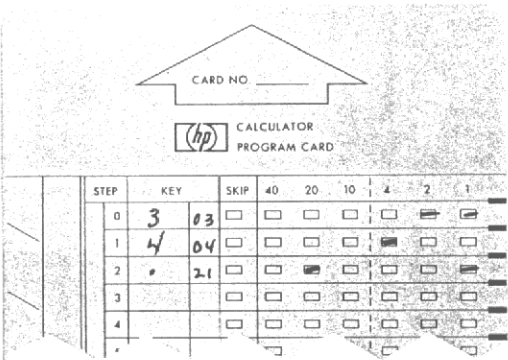 CARD NO.
hp CALCULATOR
PROGRAM CARD
STEP KEY SKIP 40 20 10 4 2 1
0 3 03
1 4 04
2 . 21
3
4